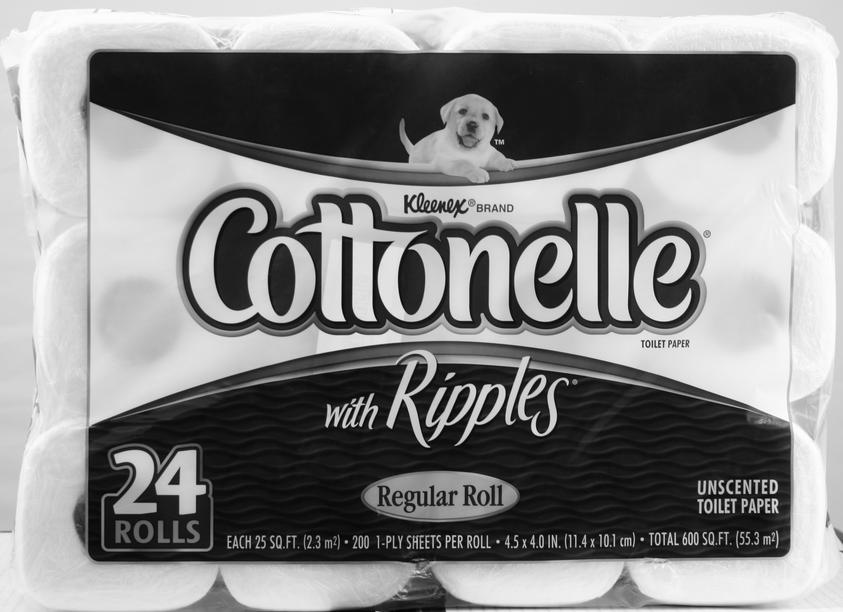 ™
Kleenex® BRAND
Cottonelle®
TOILET PAPER
with Ripples®
24
ROLLS
Regular Roll
UNSCENTED
TOILET PAPER
EACH 25 SQ.FT. (2.3 m²) • 200 1-PLY SHEETS PER ROLL • 4.5 x 4.0 IN. (11.4 x 10.1 cm) • TOTAL 600 SQ.FT. (55.3 m²)